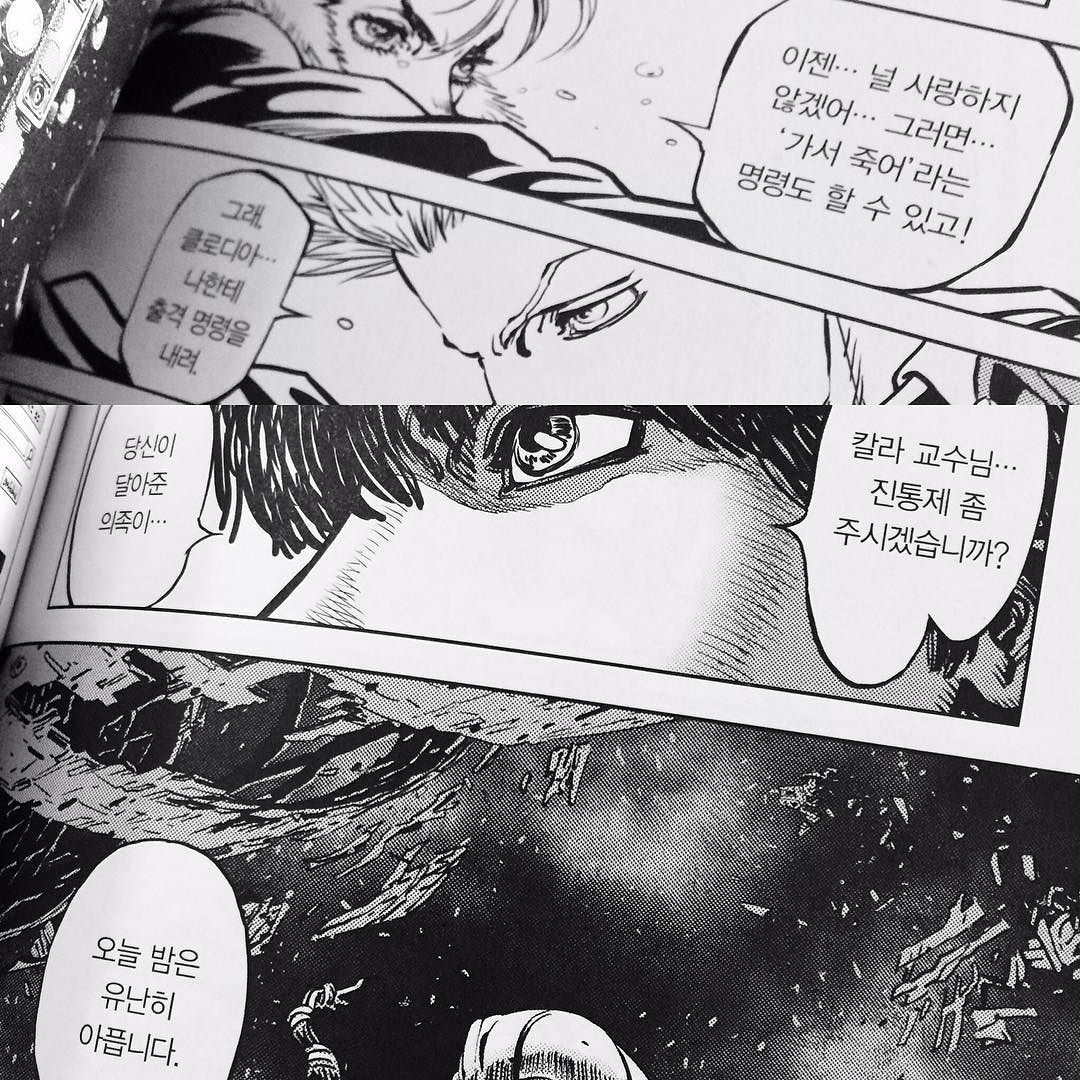 이젠… 널 사랑하지
않겠어… 그러면…
‘가서 죽어’라는
명령도 할 수 있고!
그래,
클로디아…
나한테
출격 명령을
내려.
칼라 교수님…
진통제 좀
주시겠습니까?
당신이
달아준
의족이…
오늘 밤은
유난히
아픕니다.